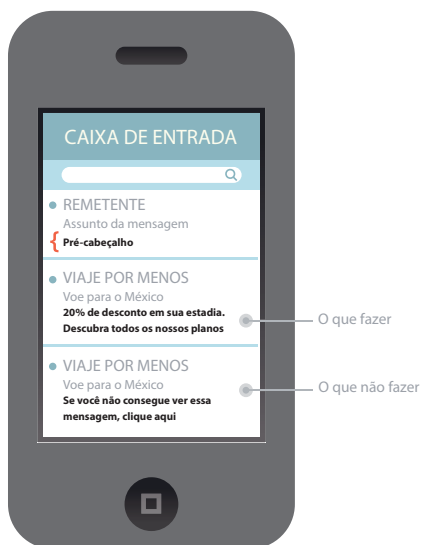 CAIXA DE ENTRADA
REMETENTE
Assunto da mensagem
Pré-cabeçalho
VIAJE POR MENOS
Voe para o México
20% de desconto em sua estadia.
Descubra todos os nossos planos
O que fazer
VIAJE POR MENOS
Voe para o México
Se você não consegue ver essa
mensagem, clique aqui
O que não fazer